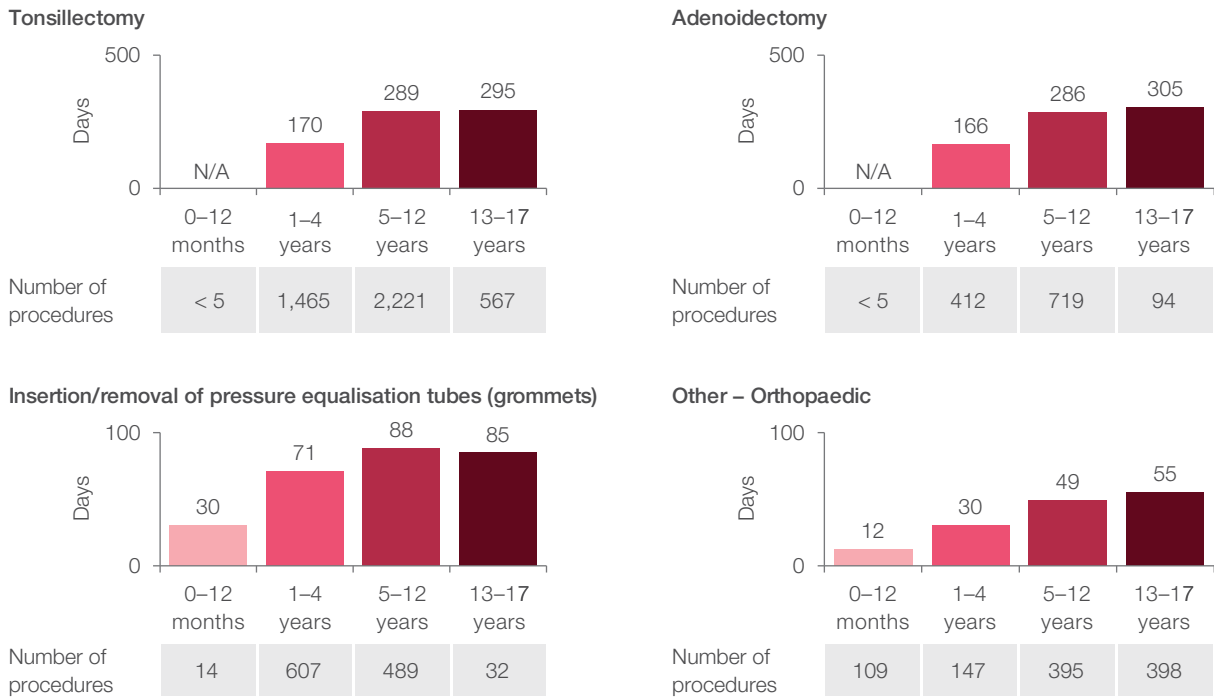 Tonsillectomy
500
Days
0
N/A
170
289
295
0–12 months
1–4 years
5–12 years
13–17 years
Number of procedures
< 5
1,465
2,221
567
Adenoidectomy
500
Days
0
N/A
166
286
305
0–12 months
1–4 years
5–12 years
13–17 years
Number of procedures
< 5
412
719
94
Insertion/removal of pressure equalisation tubes (grommets)
100
Days
0
30
71
88
85
0–12 months
1–4 years
5–12 years
13–17 years
Number of procedures
14
607
489
32
Other – Orthopaedic
100
Days
0
12
30
49
55
0–12 months
1–4 years
5–12 years
13–17 years
Number of procedures
109
147
395
398